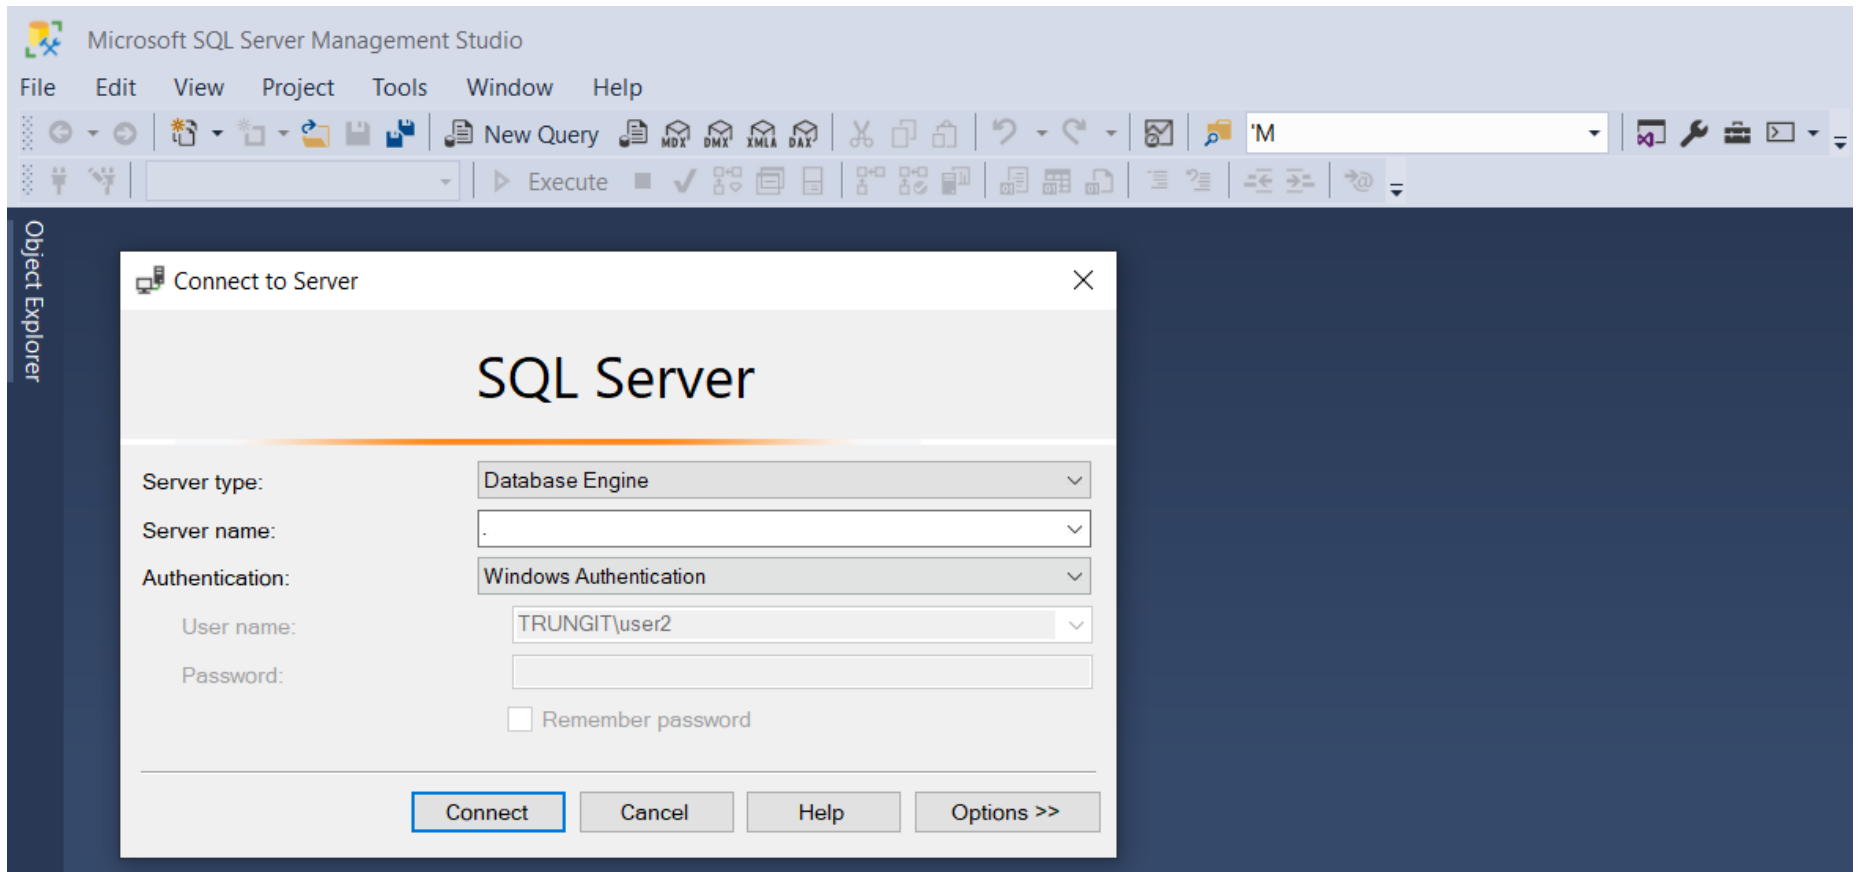 Microsoft SQL Server Management Studio
File Edit View Project Tools Window Help
New Query MDX DMX XMLA DAX 'M
Execute
Object Explorer
Connect to Server
SQL Server
Server type: Database Engine
Server name: .
Authentication: Windows Authentication
User name: TRUNGIT\user2
Password:
Remember password
Connect Cancel Help Options >>